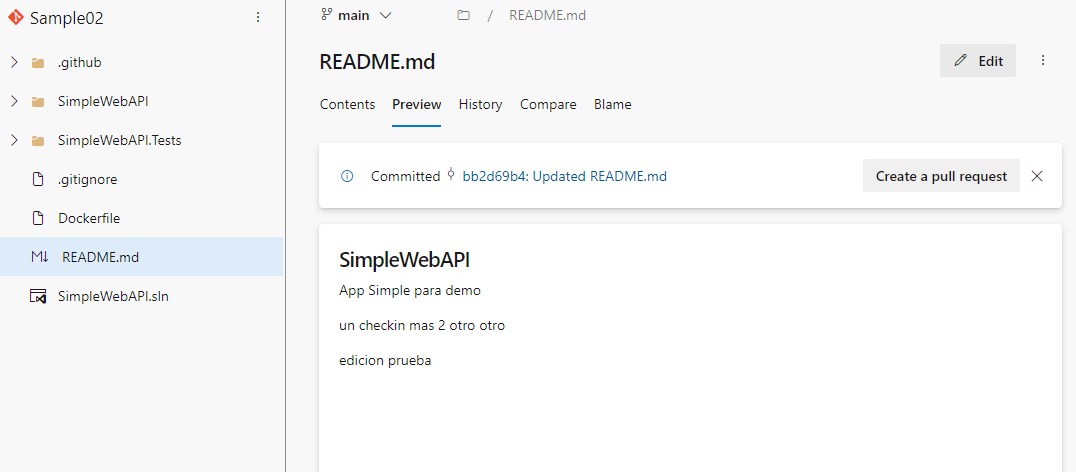 Sample02
.github
SimpleWebAPI
SimpleWebAPI.Tests
.gitignore
Dockerfile
README.md
SimpleWebAPI.sln
main / README.md
README.md
Edit
Contents Preview History Compare Blame
Committed bb2d69b4: Updated README.md
Create a pull request
SimpleWebAPI
App Simple para demo
un checkin mas 2 otro otro
edicion prueba